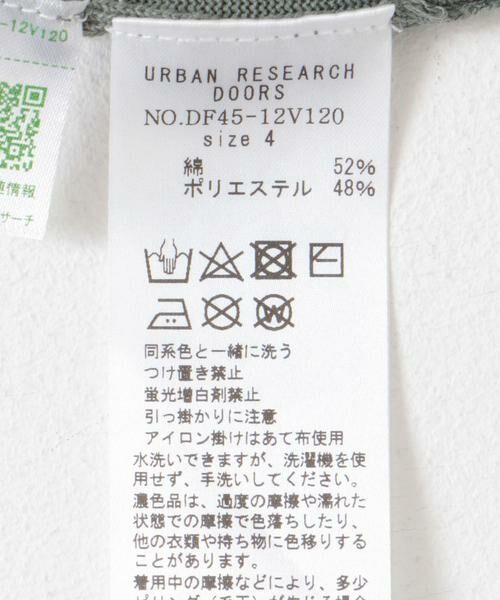 -12V120
情報
サーチ
URBAN RESEARCH
DOORS
NO.DF45-12V120
size 4
綿 52%
ポリエステル 48%
同系色と一緒に洗う
つけ置き禁止
蛍光増白剤禁止
引っ掛かりに注意
アイロン掛けはあて布使用
水洗いできますが、洗濯機を使
用せず、手洗いしてください。
濃色品は、過度の摩擦や濡れた
状態での摩擦で色落ちしたり、
他の衣類や持ち物に色移りする
ことがあります。
着用中の摩擦などにより、多少